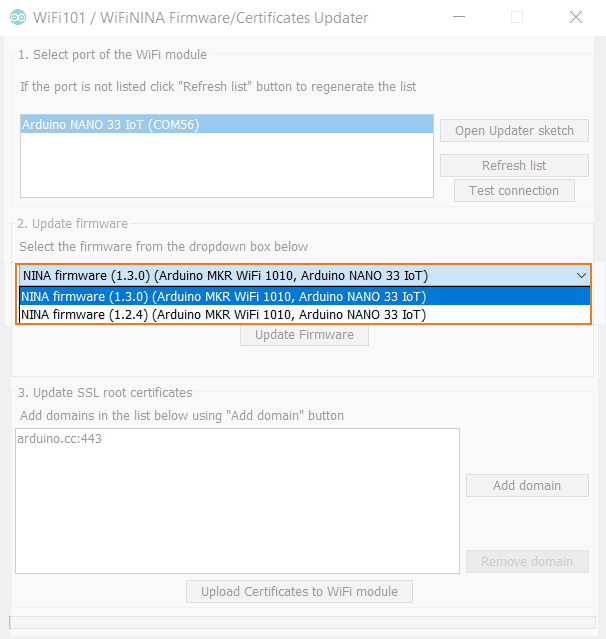 WiFi101 / WiFiNINA Firmware/Certificates Updater
1. Select port of the WiFi module
If the port is not listed click "Refresh list" button to regenerate the list
Arduino NANO 33 IoT (COM56)
Open Updater sketch
Refresh list
Test connection
2. Update firmware
Select the firmware from the dropdown box below
NINA firmware (1.3.0) (Arduino MKR WiFi 1010, Arduino NANO 33 IoT)
NINA firmware (1.3.0) (Arduino MKR WiFi 1010, Arduino NANO 33 IoT)
NINA firmware (1.2.4) (Arduino MKR WiFi 1010, Arduino NANO 33 IoT)
Update Firmware
3. Update SSL root certificates
Add domains in the list below using "Add domain" button
arduino.cc:443
Add domain
Remove domain
Upload Certificates to WiFi module